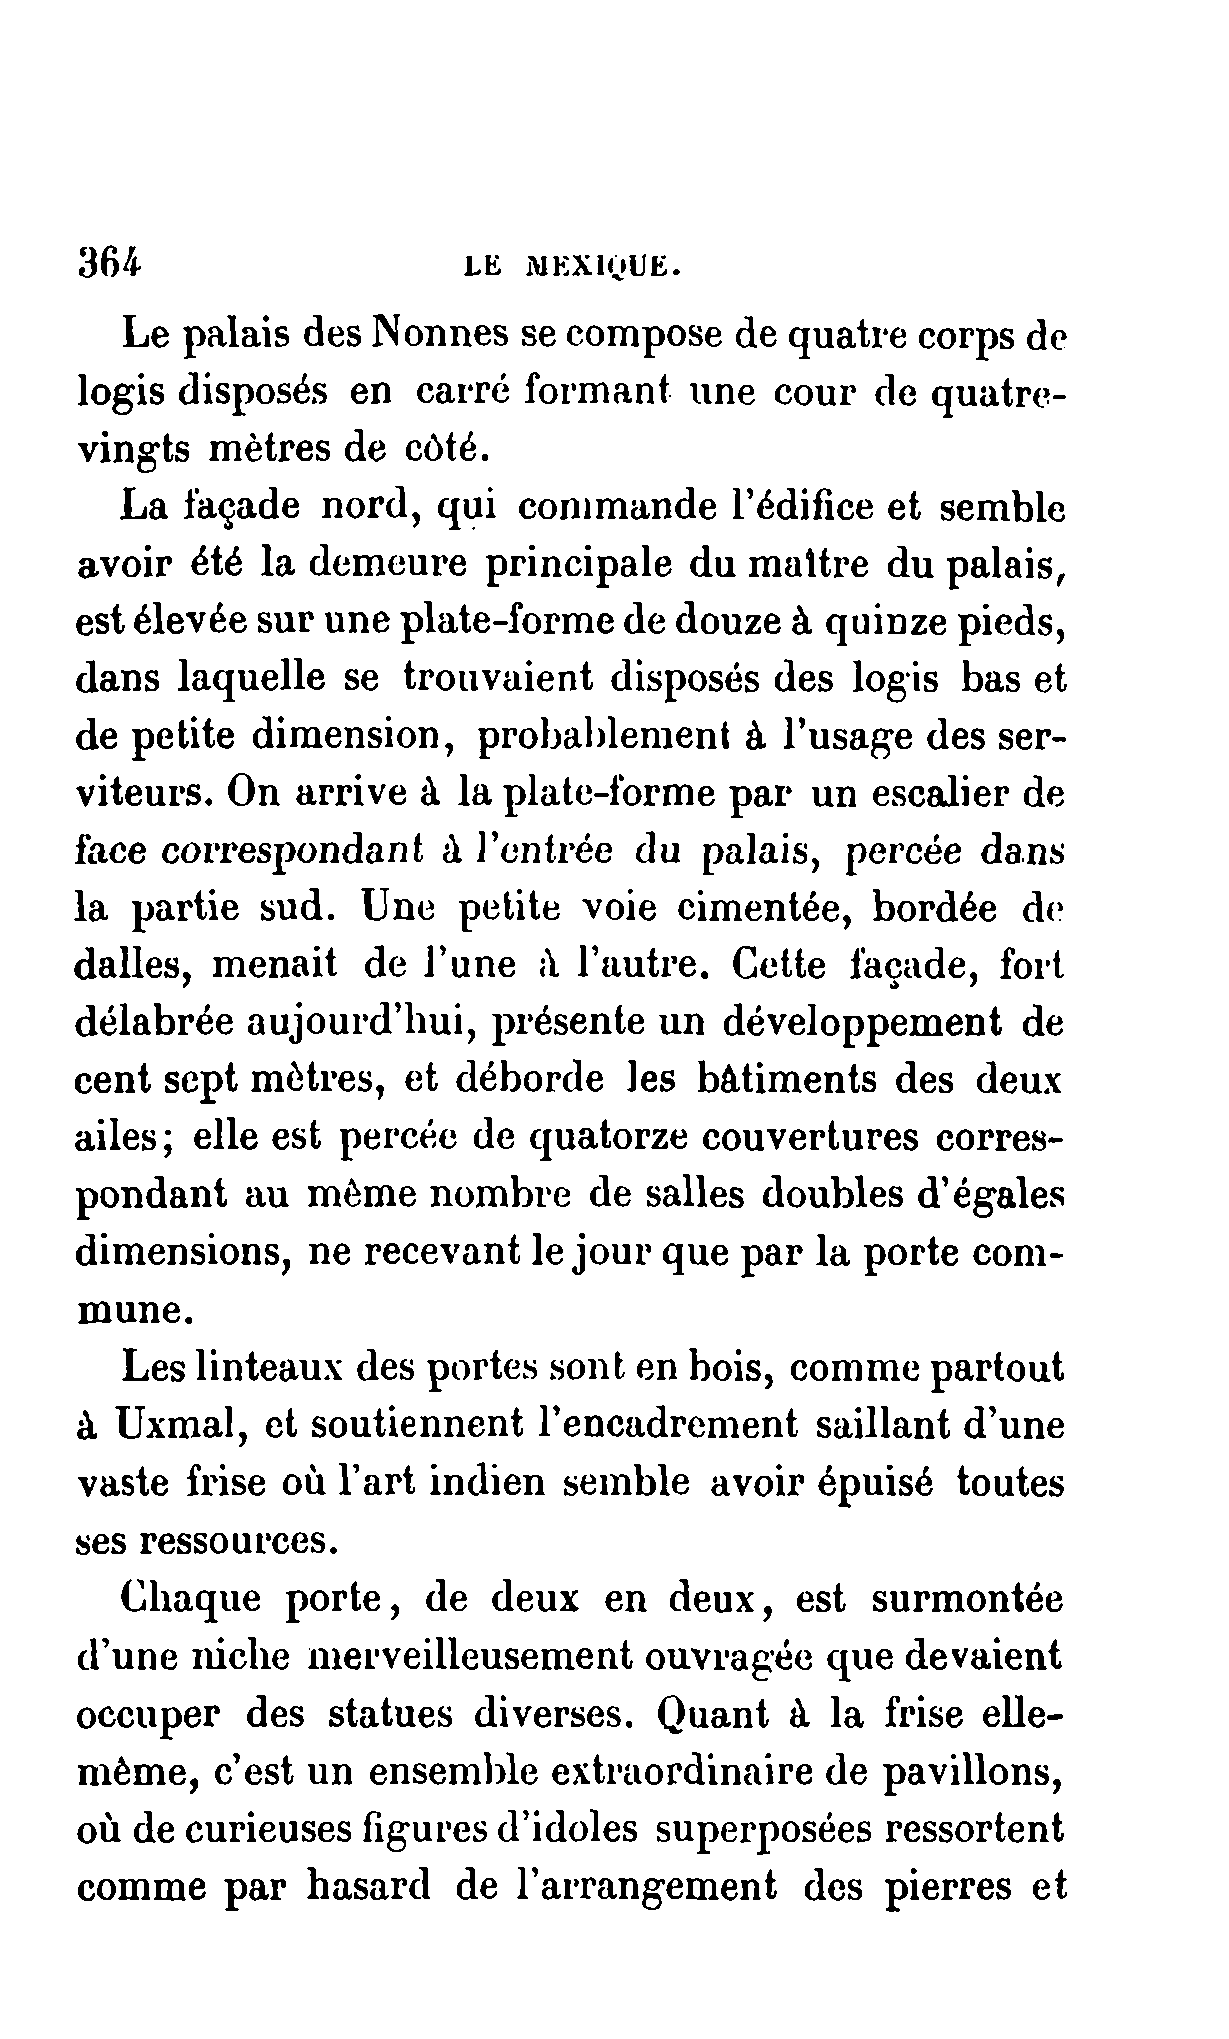 364 LE MEXIQUE.
Le palais des Nonnes se compose de quatre corps de
logis disposés en carré formant une cour de quatre-
vingts mètres de côté.
La façade nord, qui commande l'édifice et semble
avoir été la demeure principale du maître du palais,
est élevée sur une plate-forme de douze à quinze pieds,
dans laquelle se trouvaient disposés des logis bas et
de petite dimension, probablement à l'usage des ser-
viteurs. On arrive à la plate-forme par un escalier de
face correspondant à l'entrée du palais, percée dans
la partie sud. Une petite voie cimentée, bordée de
dalles, menait de l'une à l'autre. Cette façade, fort
délabrée aujourd'hui, présente un développement de
cent sept mètres, et déborde les bâtiments des deux
ailes; elle est percée de quatorze couvertures corres-
pondant au même nombre de salles doubles d'égales
dimensions, ne recevant le jour que par la porte com-
mune.
Les linteaux des portes sont en bois, comme partout
à Uxmal, et soutiennent l'encadrement saillant d'une
vaste frise où l'art indien semble avoir épuisé toutes
ses ressources.
Chaque porte, de deux en deux, est surmontée
d'une niche merveilleusement ouvragée que devaient
occuper des statues diverses. Quant à la frise elle-
même, c'est un ensemble extraordinaire de pavillons,
où de curieuses figures d'idoles superposées ressortent
comme par hasard de l'arrangement des pierres et